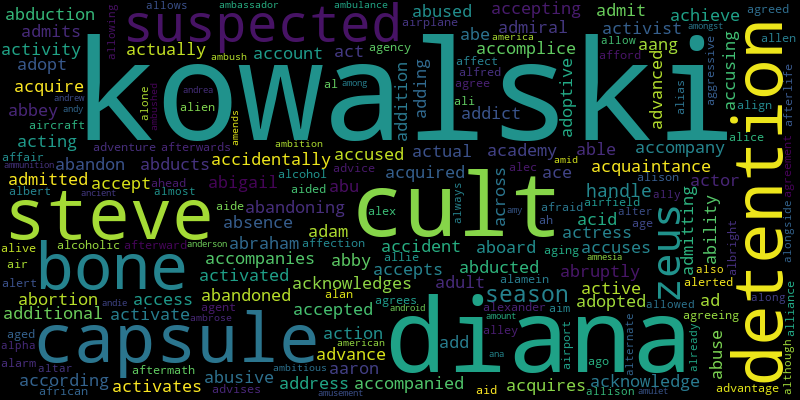 abduction allows ambassador ambulance abused accepting admit achieve agreed
admits allowing suspected airplane admiral activist allow aang allen
activity actually account act america abe accomplice amongst
adopt ambush agency affect alfred agree afford advanced aggressive accusing afterlife
acquire andrew alone alien andrea al among addition adding ali addict adoptive alias align
kowalski
abbey andy amends ambition alice
aircraft ammunition ambushed adventure afterwards actual academy able accompany
acting affair abandon abducts accidentally accused advice alec amid acquaintance
admitted accept ahead alcohol acquired ace alison actor agreement
albert ancient almost abigail aided abu across handle ally
steve aide abandoning alex cult always amy afraid airfield alter admitting ability
absence adam ah acid age albright alongside
alive alcoholic afterward anderson abraham affection accident aboard actress zeus detention
air bone accompanies abby allie aging accuses amnesia also
alert activated acknowledges accepts abducted alamein abruptly alerted
abortion access abandoned alan agrees adult season active allowed along
additional andie agent accepted android alexander aim adopted ad alliance
aged activate ambrose action amount alley diana agreeing
alpha capsule american add airport alternate already abuse although
alarm altar aftermath ambitious advance ana ago
according abusive aaron acknowledge
african activates advises address amusement accompanied aid acquires allison amulet advantage